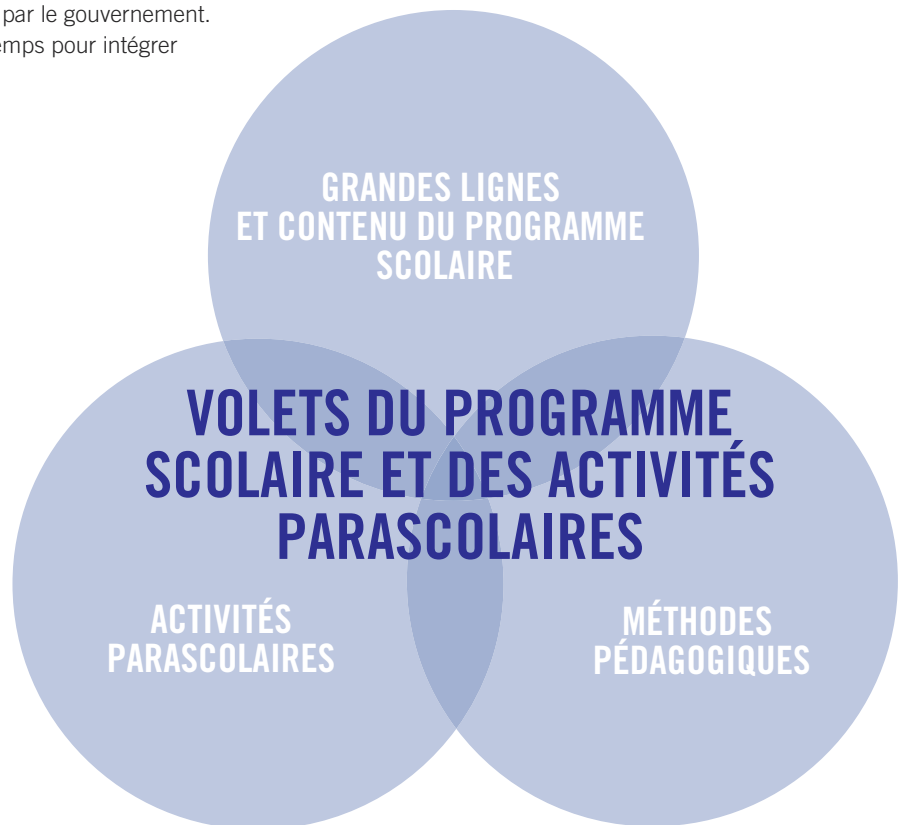 par le gouvernement.
emps pour intégrer
GRANDES LIGNES
ET CONTENU DU PROGRAMME
SCOLAIRE
VOLETS DU PROGRAMME
SCOLAIRE ET DES ACTIVITÉS
PARASCOLAIRES
ACTIVITÉS
PARASCOLAIRES
MÉTHODES
PÉDAGOGIQUES